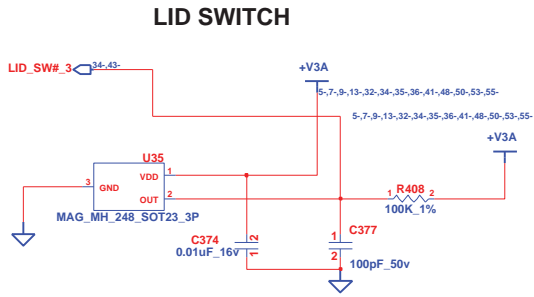 LID SWITCH
LID_SW#_3
34-,43-
+V3A
5-,7-,9-,13-,32-,34-,35-,36-,41-,48-,50-,53-,55-
5-,7-,9-,13-,32-,34-,35-,36-,41-,48-,50-,53-,55-
+V3A
U35
3 GND VDD 1
OUT 2
MAG_MH_248_SOT23_3P
1 R408 2
100K_1%
C374 2 1
0.01uF_16v
1 C377
2
100pF_50v